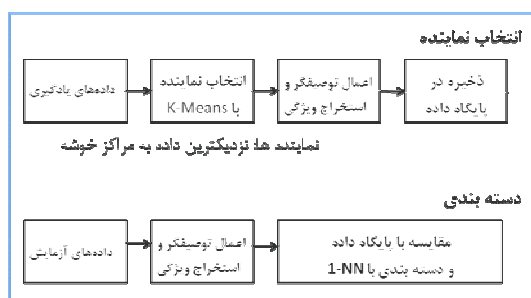 انتخاب نماینده
داده‌های یادگیری
انتخاب نماینده
با K-Means
اعمال توصیفگر و
استخراج ویژگی
ذخیره در
پایگاه داده
نماینده ها: نزدیکترین داده به مراکز خوشه
دسته بندی
داده‌های آزمایش
اعمال توصیفگر و
استخراج ویژگی
مقایسه با پایگاه داده
و دسته بندی با 1-NN